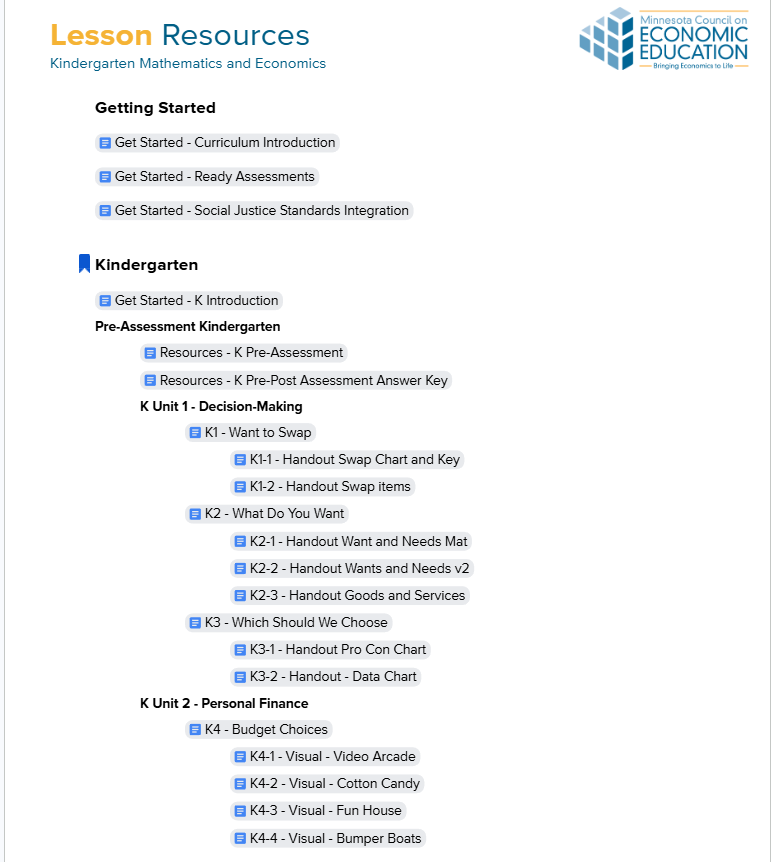 Lesson Resources
Kindergarten Mathematics and Economics
Minnesota Council on
ECONOMIC
EDUCATION
Bringing Economics to Life
Getting Started
Get Started - Curriculum Introduction
Get Started - Ready Assessments
Get Started - Social Justice Standards Integration
Kindergarten
Get Started - K Introduction
Pre-Assessment Kindergarten
Resources - K Pre-Assessment
Resources - K Pre-Post Assessment Answer Key
K Unit 1 - Decision-Making
K1 - Want to Swap
K1-1 - Handout Swap Chart and Key
K1-2 - Handout Swap items
K2 - What Do You Want
K2-1 - Handout Want and Needs Mat
K2-2 - Handout Wants and Needs v2
K2-3 - Handout Goods and Services
K3 - Which Should We Choose
K3-1 - Handout Pro Con Chart
K3-2 - Handout - Data Chart
K Unit 2 - Personal Finance
K4 - Budget Choices
K4-1 - Visual - Video Arcade
K4-2 - Visual - Cotton Candy
K4-3 - Visual - Fun House
K4-4 - Visual - Bumper Boats